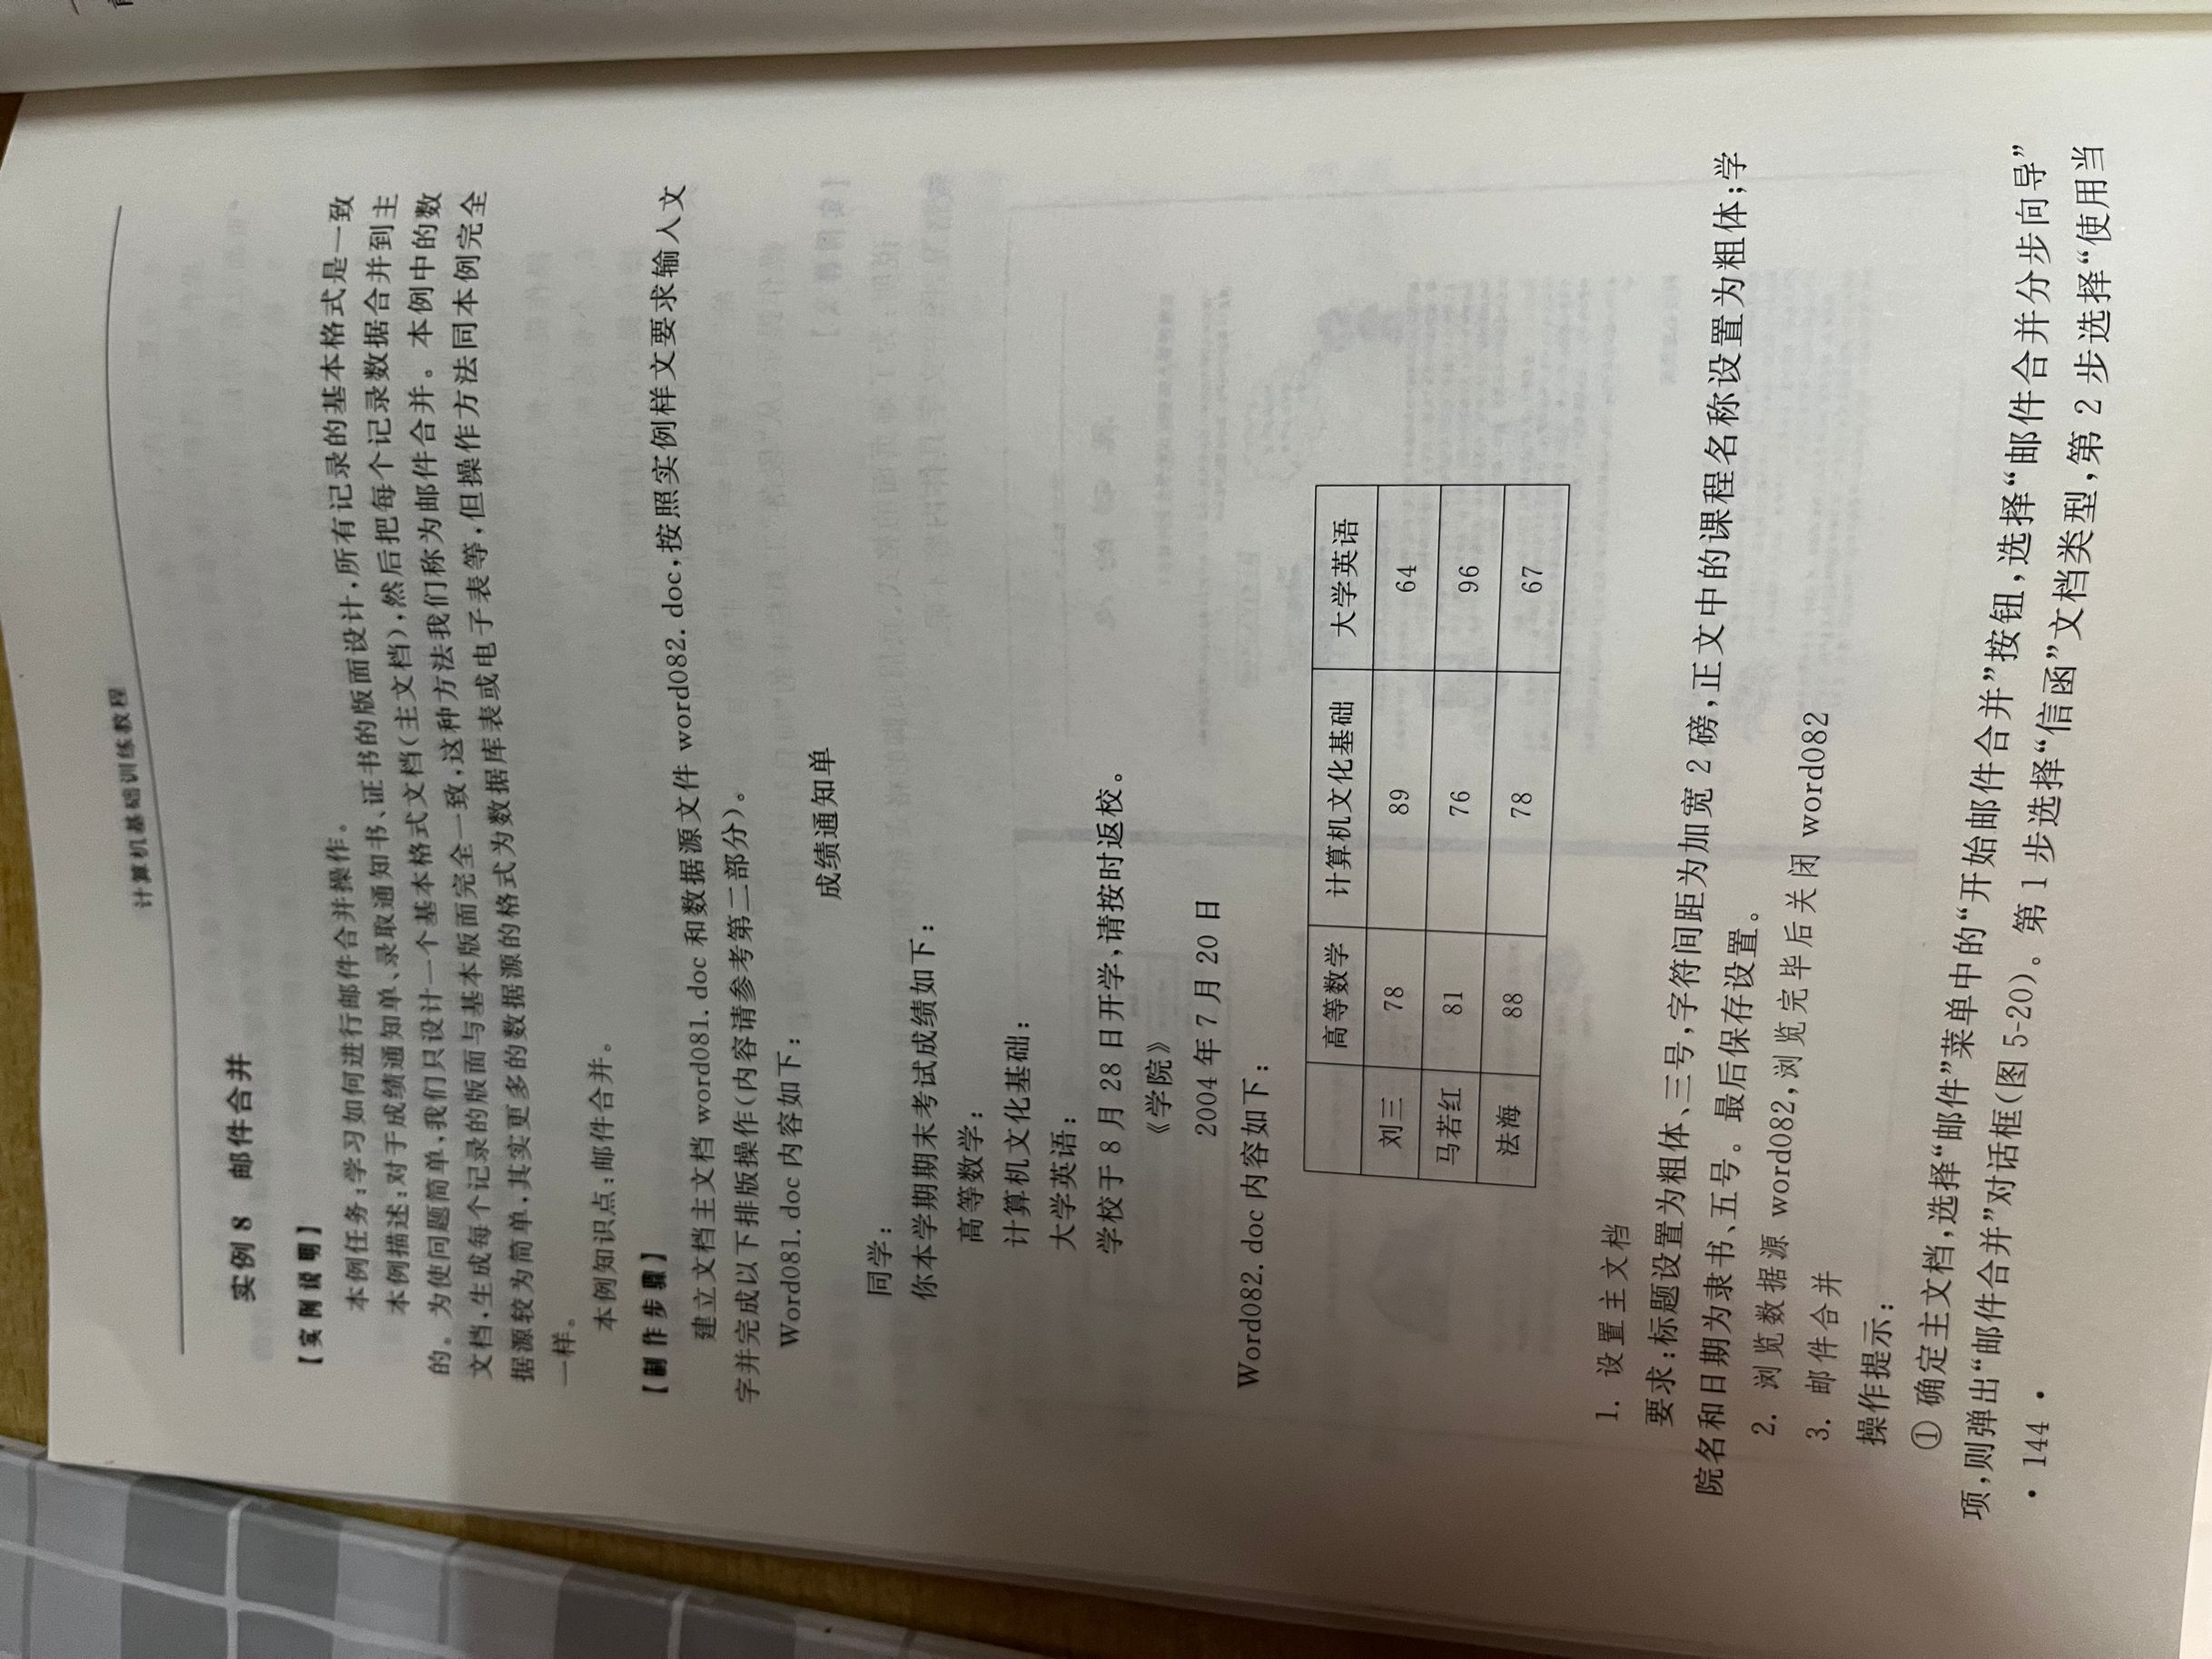 计算机基础训练教程
实例 8　邮件合并
【实例说明】
本例任务：学习如何进行邮件合并操作。
本例描述：对于成绩通知单、录取通知书、证书的版面设计，所有记录的基本格式是一致
的。为使问题简单，我们只设计一个基本格式文档（主文档），然后把每个记录数据合并到主
文档，生成每个记录的版面与基本版面完全一致，这种方法我们称为邮件合并。本例中的数
据源较为简单，其实更多的数据源的格式为数据库表或电子表等，但操作方法同本例完全
一样。
本例知识点：邮件合并。
【制作步骤】
建立文档主文档 word081. doc 和数据源文件 word082. doc，按照实例样文要求输入文
字并完成以下排版操作（内容请参考第二部分）。
Word081. doc 内容如下：
成绩通知单
同学：
你本学期期末考试成绩如下：
高等数学：
计算机文化基础：
大学英语：
学校于 8 月 28 日开学，请按时返校。
《学院》
2004 年 7 月 20 日
Word082. doc 内容如下：
高等数学 计算机文化基础 大学英语
刘三 78 89 64
马若红 81 76 96
法海 88 78 67
1. 设置主文档
要求：标题设置为粗体、三号，字符间距为加宽 2 磅，正文中的课程名称设置为粗体；学
院名和日期为隶书、五号。最后保存设置。
2. 浏览数据源 word082，浏览完毕后关闭 word082
3. 邮件合并
操作提示：
① 确定主文档，选择“邮件”菜单中的“开始邮件合并”按钮，选择“邮件合并分步向导”
项，则弹出“邮件合并”对话框（图 5-20）。第 1 步选择“信函”文档类型，第 2 步选择“使用当
• 144 •